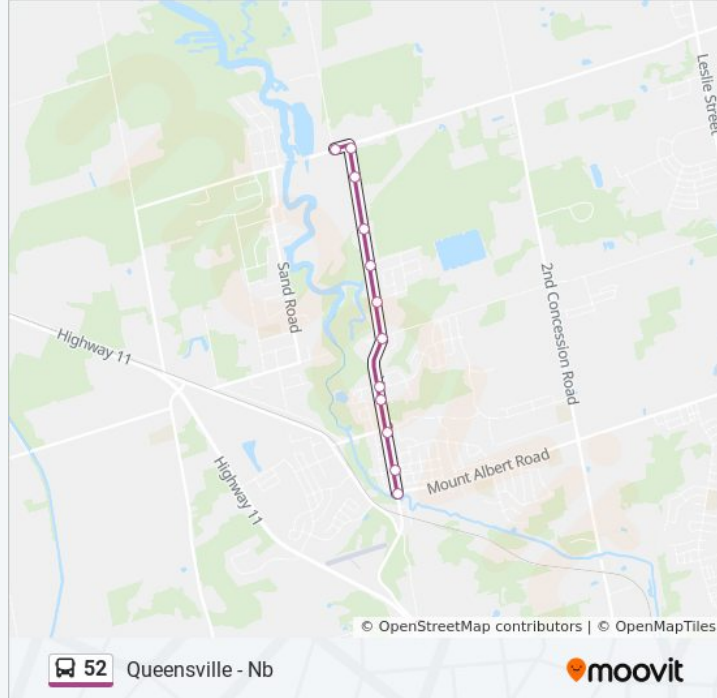 Leslie Street
Sand Road
2nd Concession Road
Highway 11
Highway 11
Mount Albert Road
© OpenStreetMap contributors | © OpenMapTiles
52 Queensville - Nb
moovit